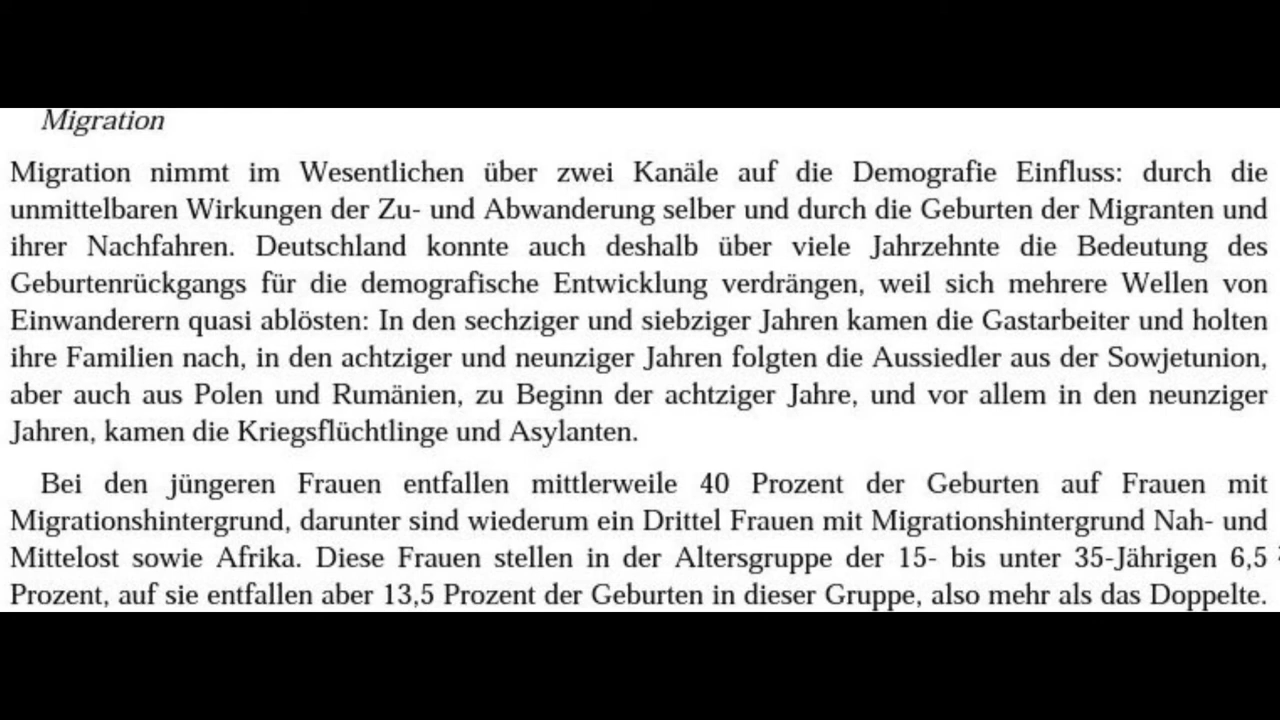 Migration
Migration nimmt im Wesentlichen über zwei Kanäle auf die Demografie Einfluss: durch die
unmittelbaren Wirkungen der Zu- und Abwanderung selber und durch die Geburten der Migranten und
ihrer Nachfahren. Deutschland konnte auch deshalb über viele Jahrzehnte die Bedeutung des
Geburtenrückgangs für die demografische Entwicklung verdrängen, weil sich mehrere Wellen von
Einwanderern quasi ablösten: In den sechziger und siebziger Jahren kamen die Gastarbeiter und holten
ihre Familien nach, in den achtziger und neunziger Jahren folgten die Aussiedler aus der Sowjetunion,
aber auch aus Polen und Rumänien, zu Beginn der achtziger Jahre, und vor allem in den neunziger
Jahren, kamen die Kriegsflüchtlinge und Asylanten.
Bei den jüngeren Frauen entfallen mittlerweile 40 Prozent der Geburten auf Frauen mit
Migrationshintergrund, darunter sind wiederum ein Drittel Frauen mit Migrationshintergrund Nah- und
Mittelost sowie Afrika. Diese Frauen stellen in der Altersgruppe der 15- bis unter 35-Jährigen 6,5
Prozent, auf sie entfallen aber 13,5 Prozent der Geburten in dieser Gruppe, also mehr als das Doppelte.